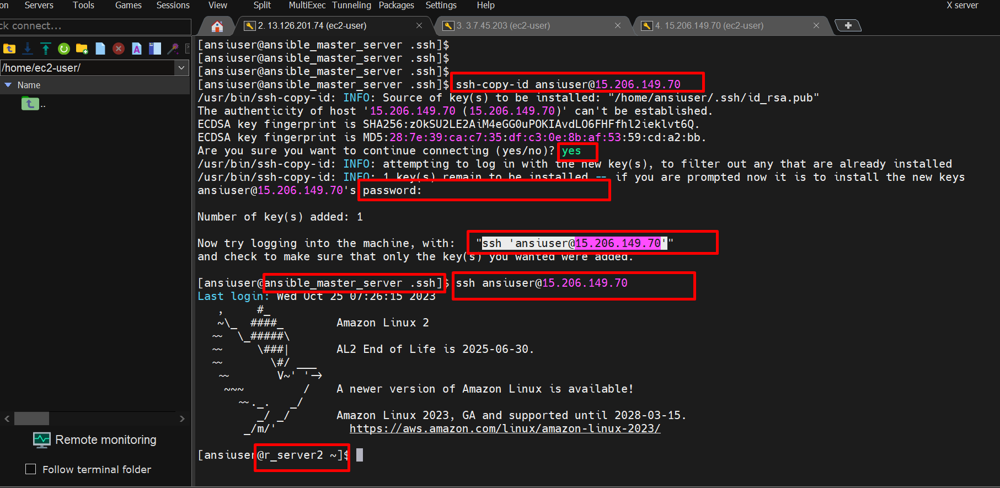 on Servers Tools Games Sessions View Split MultiExec Tunneling Packages Settings Help X server
ck connect...
2. 13.126.201.74 (ec2-user)
3. 3.7.45.203 (ec2-user)
4. 15.206.149.70 (ec2-user)
/home/ec2-user/
Name
..
Remote monitoring
Follow terminal folder
[ansiuser@ansible_master_server .ssh]$
[ansiuser@ansible_master_server .ssh]$
[ansiuser@ansible_master_server .ssh]$
[ansiuser@ansible_master_server .ssh]$ ssh-copy-id ansiuser@15.206.149.70
/usr/bin/ssh-copy-id: INFO: Source of key(s) to be installed: "/home/ansiuser/.ssh/id_rsa.pub"
The authenticity of host '15.206.149.70 (15.206.149.70)' can't be established.
ECDSA key fingerprint is SHA256:zOkSU2LE2AiM4eGG0uPOKIAvdLO6FHFfhl2ieklvt6Q.
ECDSA key fingerprint is MD5:28:7e:39:ca:c7:35:df:c3:0e:8b:af:53:59:cd:a2:bb.
Are you sure you want to continue connecting (yes/no)? yes
/usr/bin/ssh-copy-id: INFO: attempting to log in with the new key(s), to filter out any that are already installed
/usr/bin/ssh-copy-id: INFO: 1 key(s) remain to be installed -- if you are prompted now it is to install the new keys
ansiuser@15.206.149.70's password:
Number of key(s) added: 1
Now try logging into the machine, with:   "ssh 'ansiuser@15.206.149.70'"
and check to make sure that only the key(s) you wanted were added.
[ansiuser@ansible_master_server .ssh]$ ssh ansiuser@15.206.149.70
Last login: Wed Oct 25 07:26:15 2023
   ,     #_
   ~\_  ####_        Amazon Linux 2
  ~~  \_#####\
  ~~     \###|       AL2 End of Life is 2025-06-30.
  ~~       \#/ ___
   ~~       V~' '->
    ~~~         /    A newer version of Amazon Linux is available!
      ~~._.   _/
         _/ _/       Amazon Linux 2023, GA and supported until 2028-03-15.
       _/m/'           https://aws.amazon.com/linux/amazon-linux-2023/
[ansiuser@r_server2 ~]$